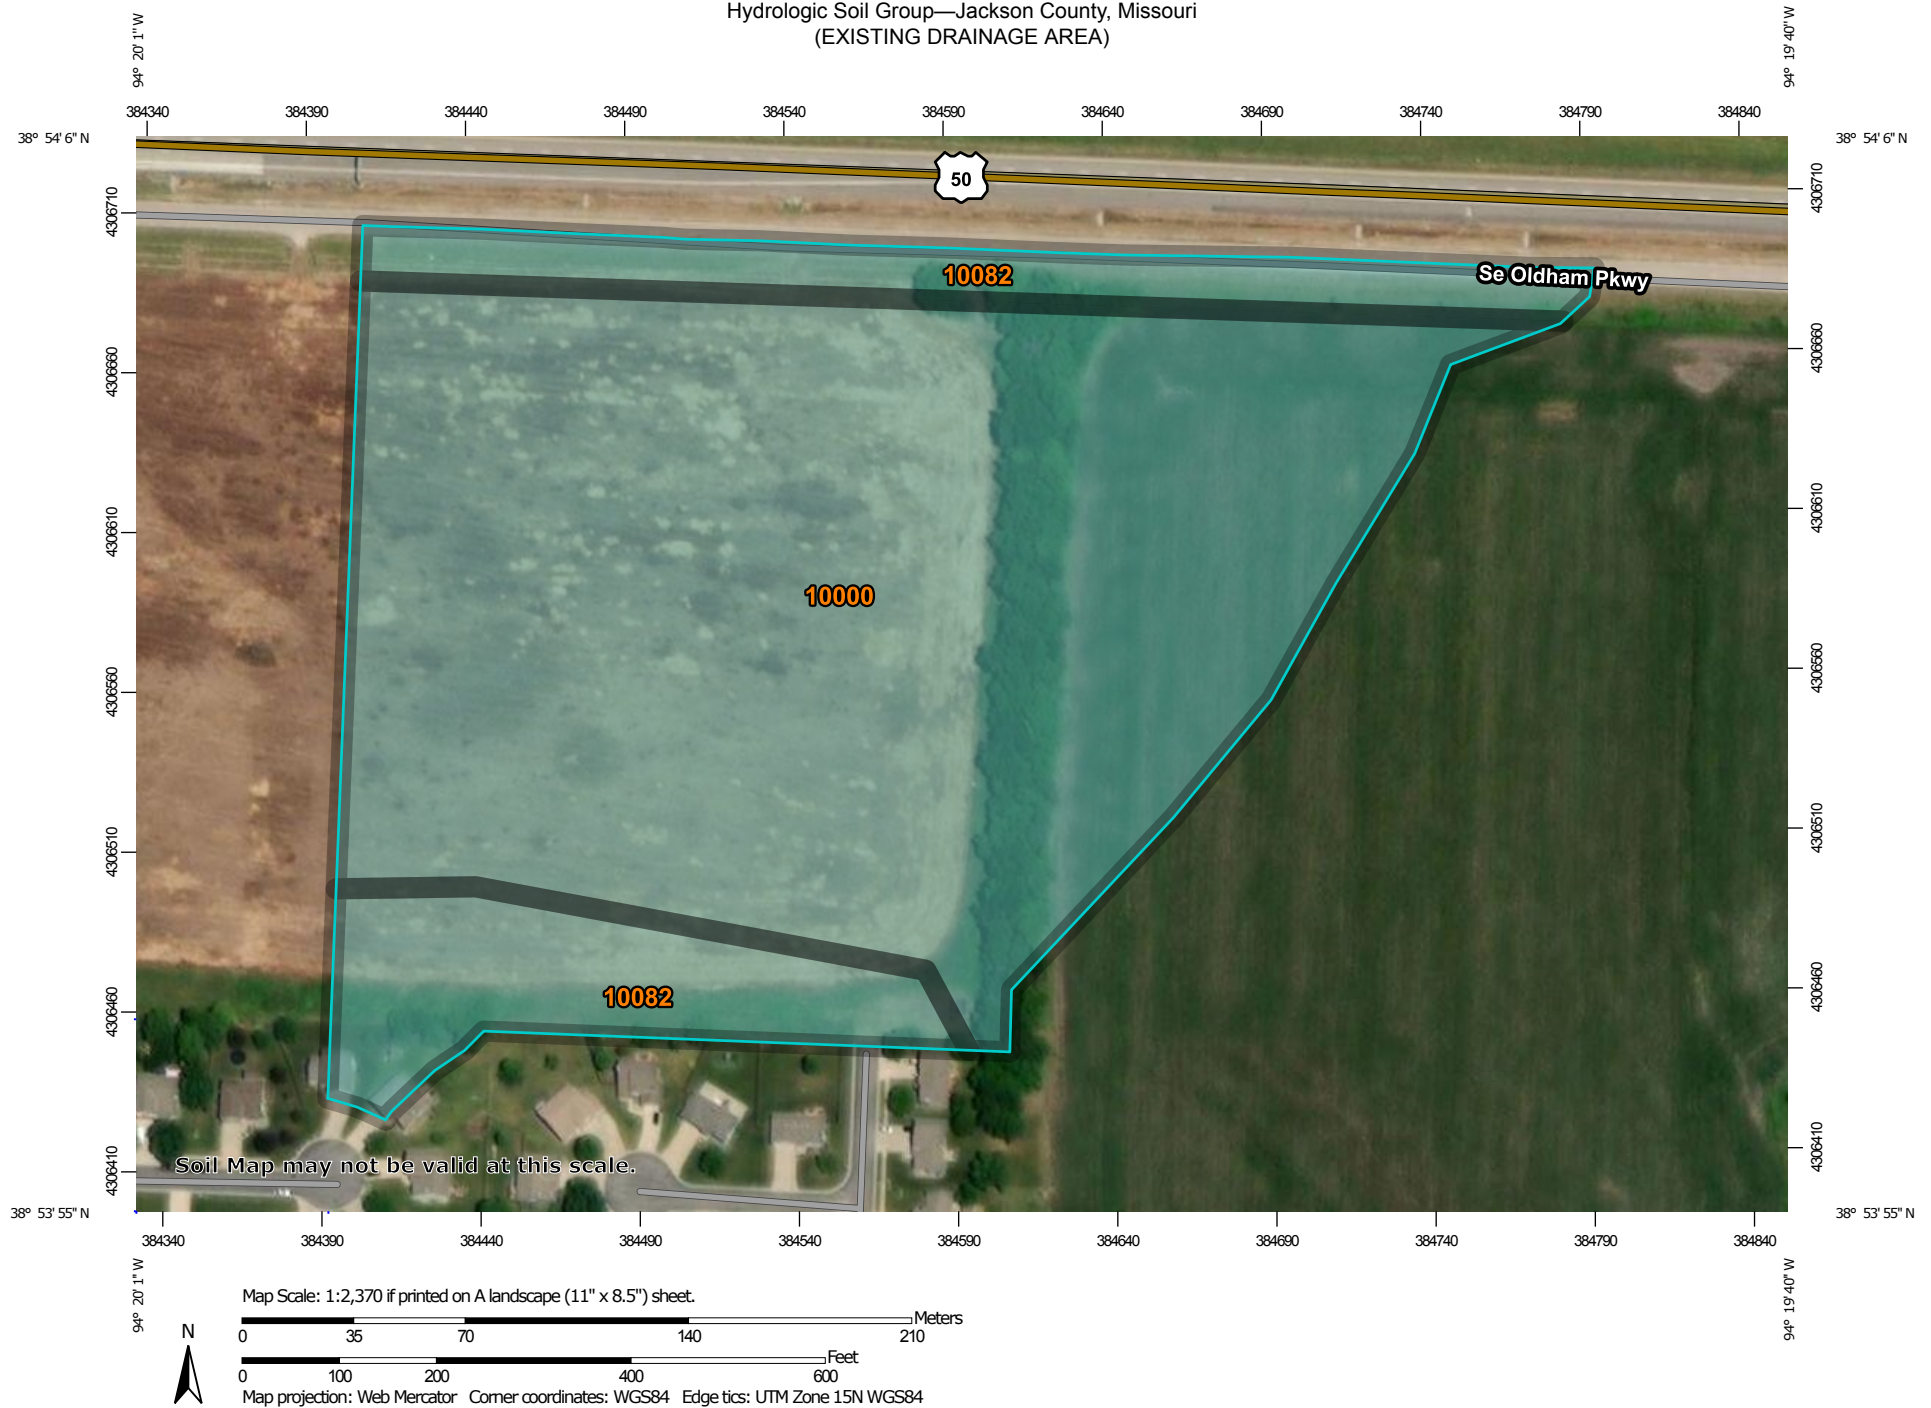 Hydrologic Soil Group—Jackson County, Missouri
(EXISTING DRAINAGE AREA)
94° 20' 1" W
94° 19' 40" W
384340 384390 384440 384490 384540 384590 384640 384690 384740 384790 384840
38° 54' 6" N
38° 54' 6" N
50
4306710
4306710
10082
Se Oldham Pkwy
4306660
4306660
4306610
4306610
10000
4306560
4306560
4306510
4306510
10082
4306460
4306460
4306410
4306410
Soil Map may not be valid at this scale.
38° 53' 55" N
38° 53' 55" N
384340 384390 384440 384490 384540 384590 384640 384690 384740 384790 384840
94° 20' 1" W
94° 19' 40" W
Map Scale: 1:2,370 if printed on A landscape (11" x 8.5") sheet.
Meters
N
0 35 70 140 210
Feet
0 100 200 400 600
Map projection: Web Mercator Corner coordinates: WGS84 Edge tics: UTM Zone 15N WGS84